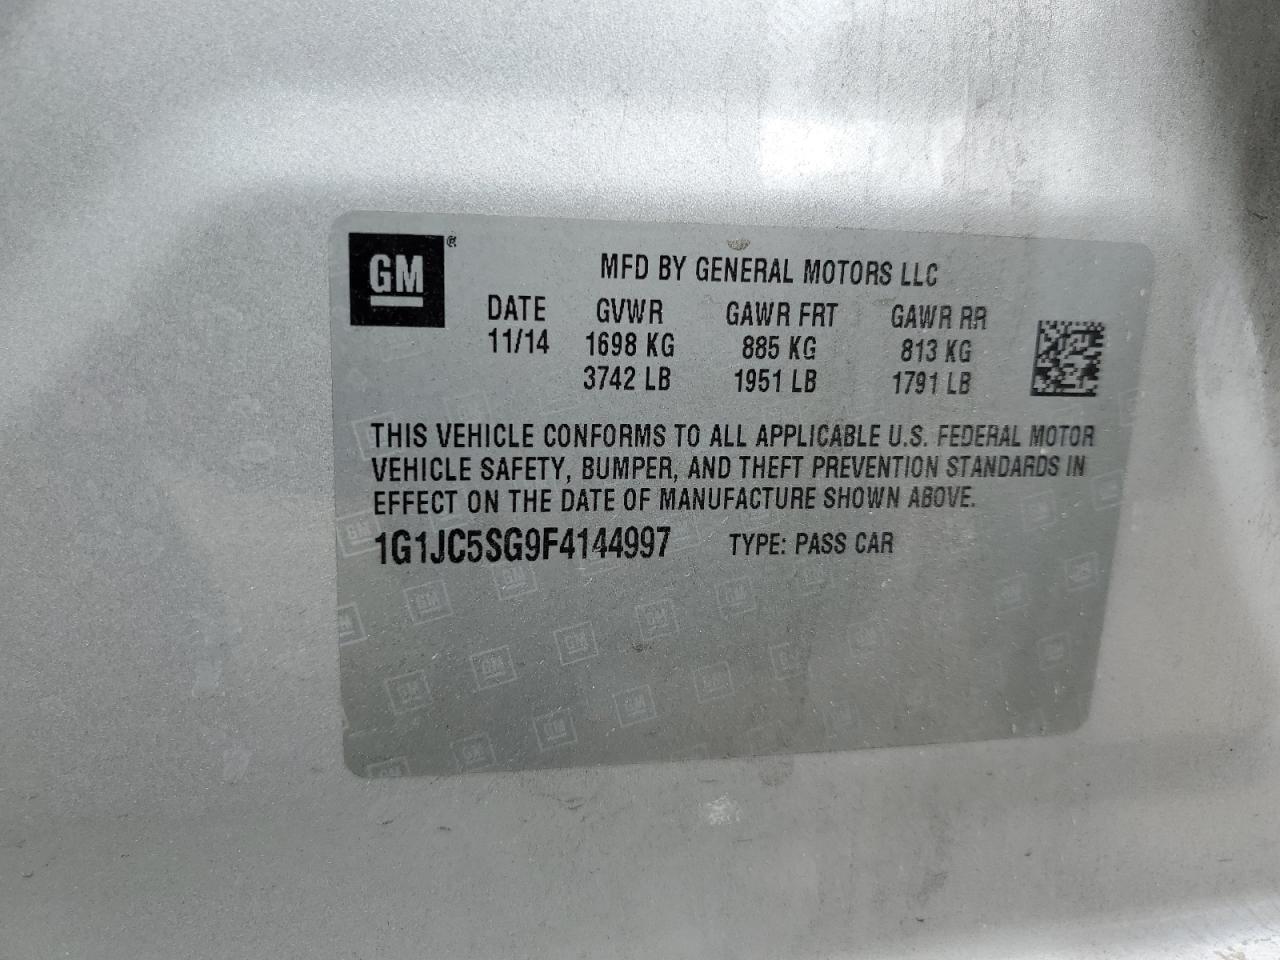 GM®
MFD BY GENERAL MOTORS LLC
DATE GVWR GAWR FRT GAWR RR
11/14 1698 KG 885 KG 813 KG
3742 LB 1951 LB 1791 LB
THIS VEHICLE CONFORMS TO ALL APPLICABLE U.S. FEDERAL MOTOR
VEHICLE SAFETY, BUMPER, AND THEFT PREVENTION STANDARDS IN
EFFECT ON THE DATE OF MANUFACTURE SHOWN ABOVE.
1G1JC5SG9F4144997 TYPE: PASS CAR